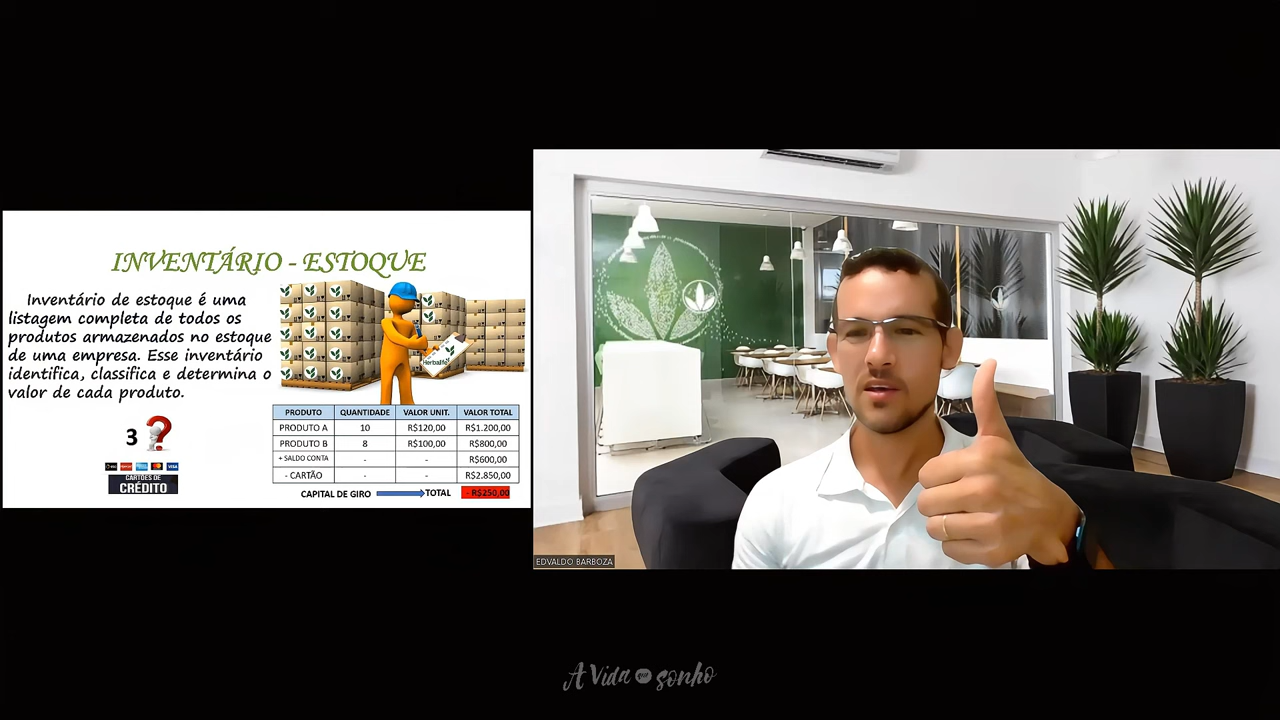 INVENTÁRIO - ESTOQUE
Inventário de estoque é uma
listagem completa de todos os
produtos armazenados no estoque
de uma empresa. Esse inventário
identifica, classifica e determina o
valor de cada produto.
Herbalife
3
CARTÕES DE
CRÉDITO
VISA
PRODUTO QUANTIDADE VALOR UNIT. VALOR TOTAL
PRODUTO A 10 R$120,00 R$1.200,00
PRODUTO B 8 R$100,00 R$800,00
+ SALDO CONTA - - R$600,00
- CARTÃO - - R$2.850,00
CAPITAL DE GIRO TOTAL - R$250,00
EDVALDO BARBOZA
A Vida que sonho